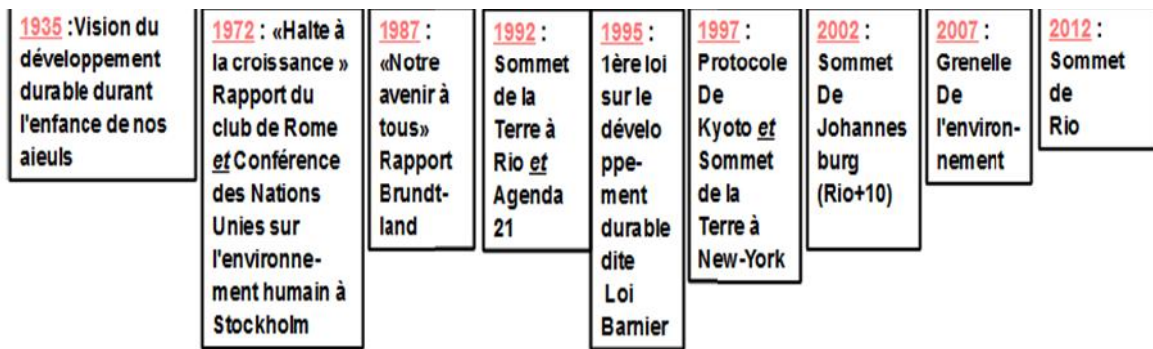 1935 :Vision du
développement
durable durant
l'enfance de nos
aieuls
1972 : «Halte à
la croissance »
Rapport du
club de Rome
et Conférence
des Nations
Unies sur
l'environne-
ment humain à
Stockholm
1987 :
«Notre
avenir à
tous»
Rapport
Brundt-
land
1992 :
Sommet
de la
Terre à
Rio et
Agenda
21
1995 :
1ère loi
sur le
dévelo
ppe-
ment
durable
dite
Loi
Barnier
1997 :
Protocole
De
Kyoto et
Sommet
de la
Terre à
New-York
2002 :
Sommet
De
Johannes
burg
(Rio+10)
2007 :
Grenelle
De
l'environ-
nement
2012 :
Sommet
de
Rio